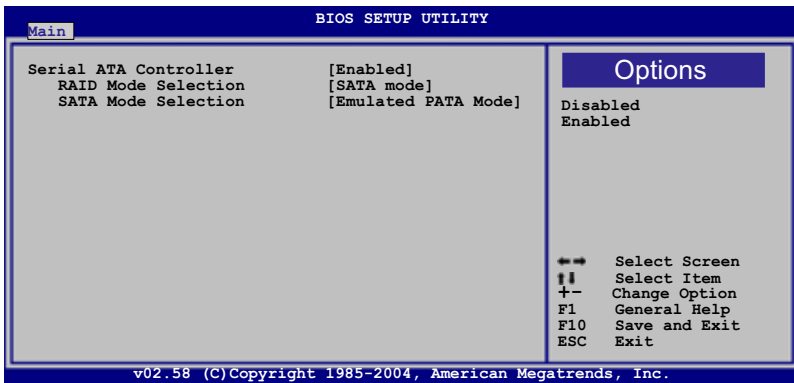 BIOS SETUP UTILITY
Main
Serial ATA Controller [Enabled]
RAID Mode Selection [SATA mode]
SATA Mode Selection [Emulated PATA Mode]
Options
Disabled
Enabled
←→ Select Screen
↑↓ Select Item
+- Change Option
F1 General Help
F10 Save and Exit
ESC Exit
v02.58 (C)Copyright 1985-2004, American Megatrends, Inc.